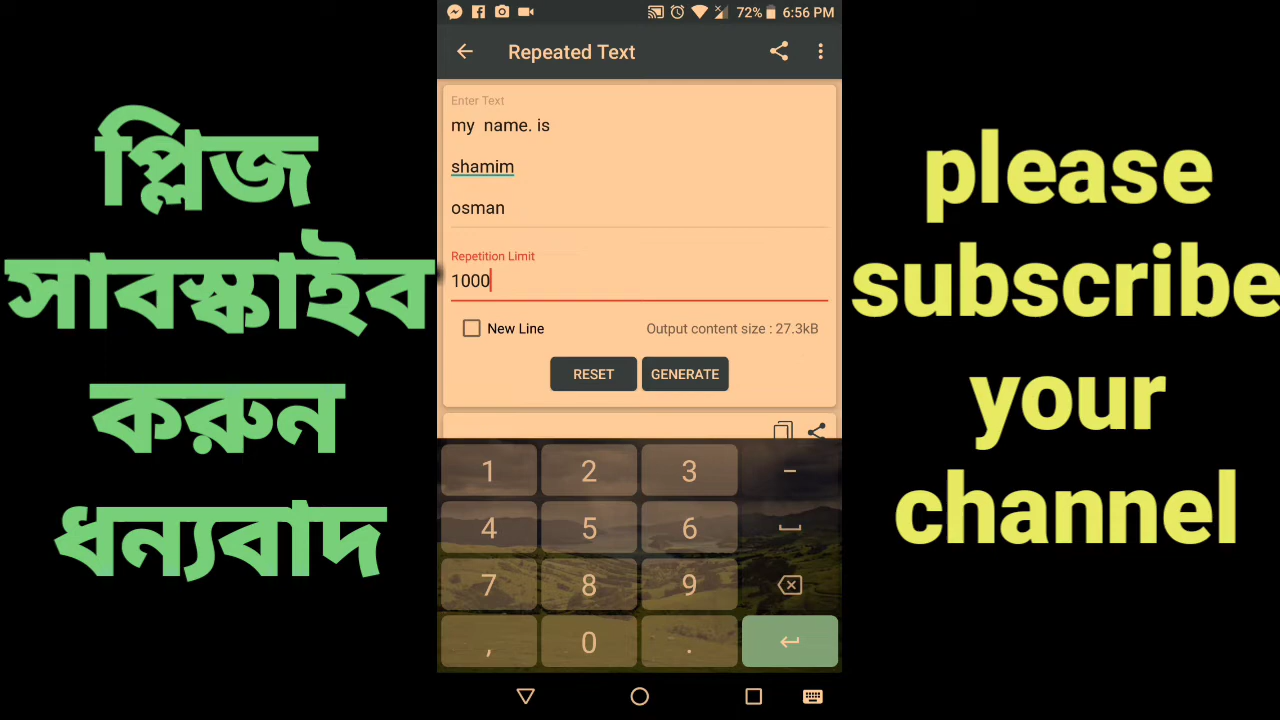 প্লিজ
সাবস্কাইব
করুন
ধন্যবাদ
72% 6:56 PM
Repeated Text
Enter Text
my  name. is
shamim
osman
Repetition Limit
1000
New Line
Output content size : 27.3kB
RESET GENERATE
1 2 3 -
4 5 6
7 8 9
, 0 .
please
subscribe
your
channel